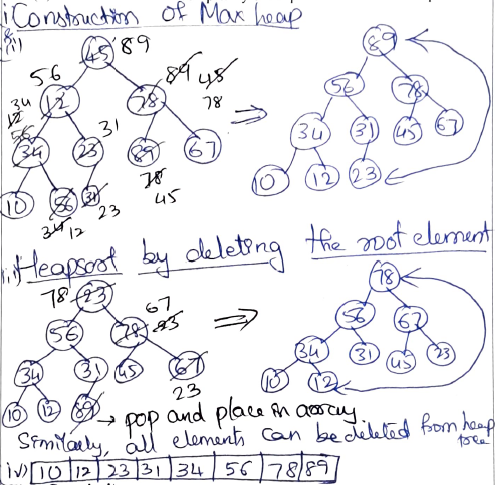 i Construction of Max heap
&ii)
45 89 89
56 89 45 56 78
34 12 78 78
12
56 31 34 31 45 67
34 23 89 67
78 10 12 23
10 56 31 23 45
34 12
iii) Heapsort by deleting the root element
78 23 78
67
56 78 23 56 67
34 31 45 67 34 31 45 23
23 10 12
10 12 89 → pop and place in array
Similarly, all elements can be deleted from heap tree
iv) 10 12 23 31 34 56 78 89